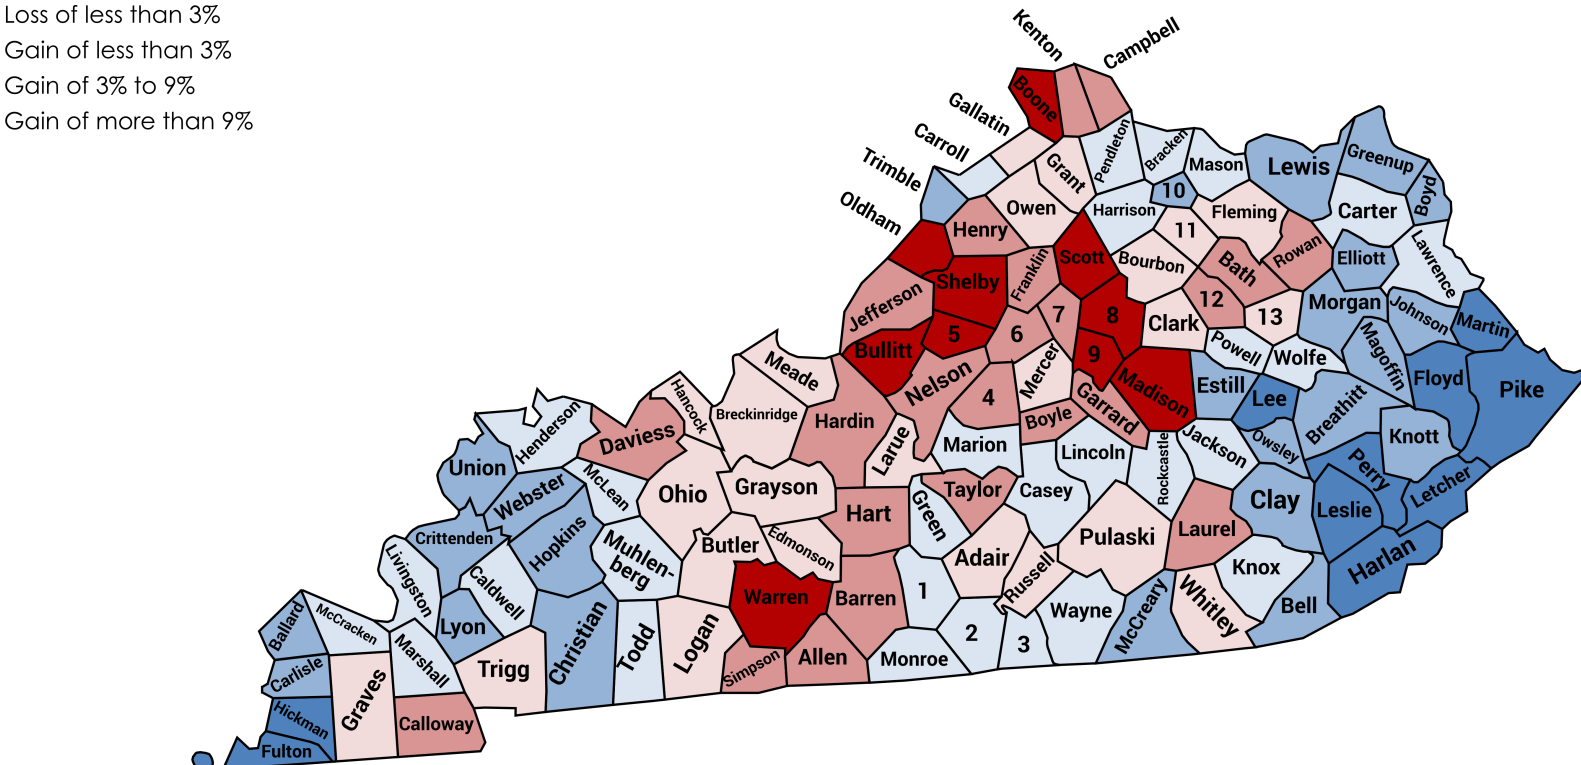 Loss of less than 3%
Gain of less than 3%
Gain of 3% to 9%
Gain of more than 9%
Kenton
Campbell
Boone
Gallatin
Carroll
Trimble
Oldham
Grant
Pendleton
Bracken
Mason
Lewis
Greenup
Boyd
10
Owen
Harrison
Fleming
Carter
Henry
11
Rowan
Lawrence
Scott
Bourbon
Bath
Elliott
Franklin
Shelby
Jefferson
12
Morgan
Johnson
Martin
13
7
8
Clark
5
6
Bullitt
9
Powell
Wolfe
Magoffin
Floyd
Pike
Meade
Mercer
Madison
Estill
Lee
Nelson
4
Garrard
Breathitt
Hancock
Breckinridge
Hardin
Boyle
Henderson
Daviess
Larue
Marion
Lincoln
Rockcastle
Jackson
Owsley
Knott
Union
Webster
McLean
Ohio
Grayson
Taylor
Casey
Perry
Letcher
Hart
Green
Clay
Leslie
Crittenden
Hopkins
Muhlen-
berg
Butler
Edmonson
Adair
Pulaski
Laurel
Harlan
Livingston
Caldwell
Russell
Knox
Warren
Barren
1
Wayne
McCreary
Whitley
Bell
Ballard
McCracken
Lyon
Christian
Todd
Logan
2
3
Marshall
Trigg
Simpson
Allen
Monroe
Carlisle
Graves
Calloway
Hickman
Fulton